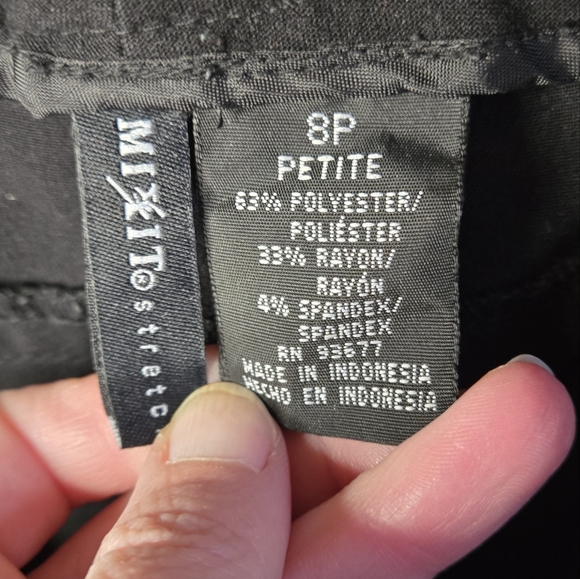 MIXIT® stretc
8P
PETITE
63% POLYESTER/
POLIÉSTER
33% RAYON/
RAYÓN
4% SPANDEX/
SPANDEX
RN 93677
MADE IN INDONESIA
HECHO EN INDONESIA